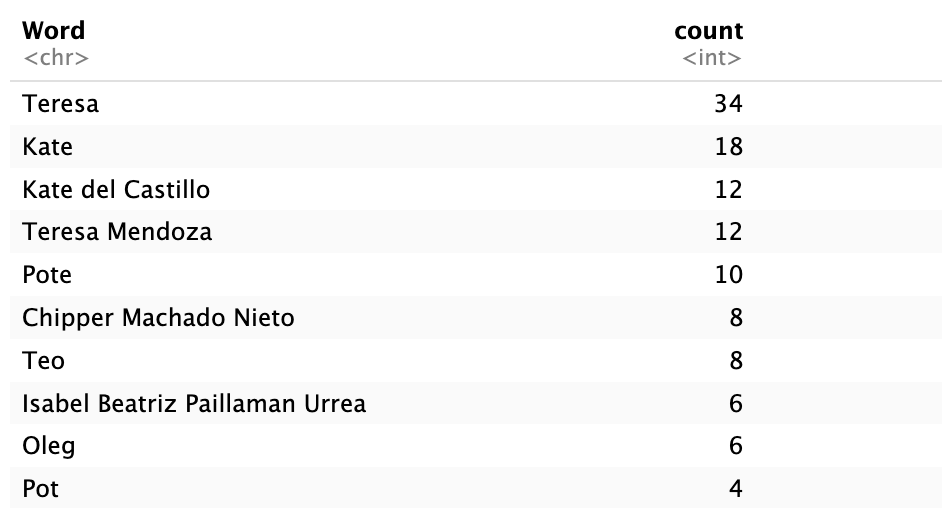 Word count
<chr> <int>
Teresa 34
Kate 18
Kate del Castillo 12
Teresa Mendoza 12
Pote 10
Chipper Machado Nieto 8
Teo 8
Isabel Beatriz Paillaman Urrea 6
Oleg 6
Pot 4